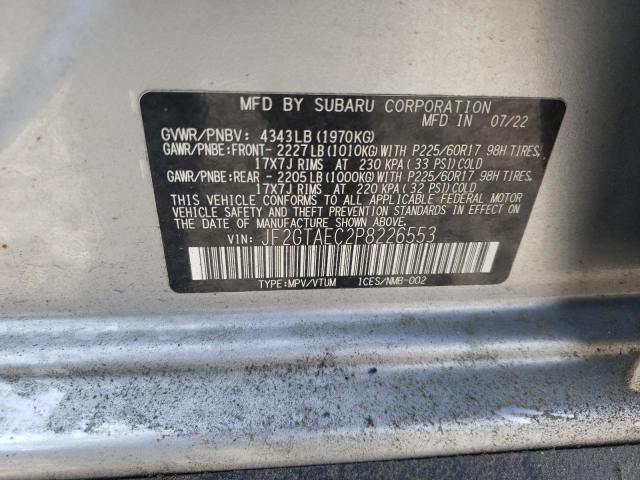 MFD BY SUBARU CORPORATION
MFD IN 07/22
GVWR/PNBV: 4343LB(1970KG)
GAWR/PNBE:FRONT-2227LB(1010KG)WITH P225/60R17 98H TIRES,
17X7J RIMS AT 230 KPA(33 PSI)COLD
GAWR/PNBE:REAR -2205LB(1000KG)WITH P225/60R17 98H TIRES,
17X7J RIMS AT 220 KPA(32 PSI)COLD
THIS VEHICLE CONFORMS TO ALL APPLICABLE FEDERAL MOTOR
VEHICLE SAFETY AND THEFT PREVENTION STANDARDS IN EFFECT ON
THE DATE OF MANUFACTURE SHOWN ABOVE.
VIN: JF2GTAEC2P8226553
TYPE:MPV/VTUM ICES/NMB-002